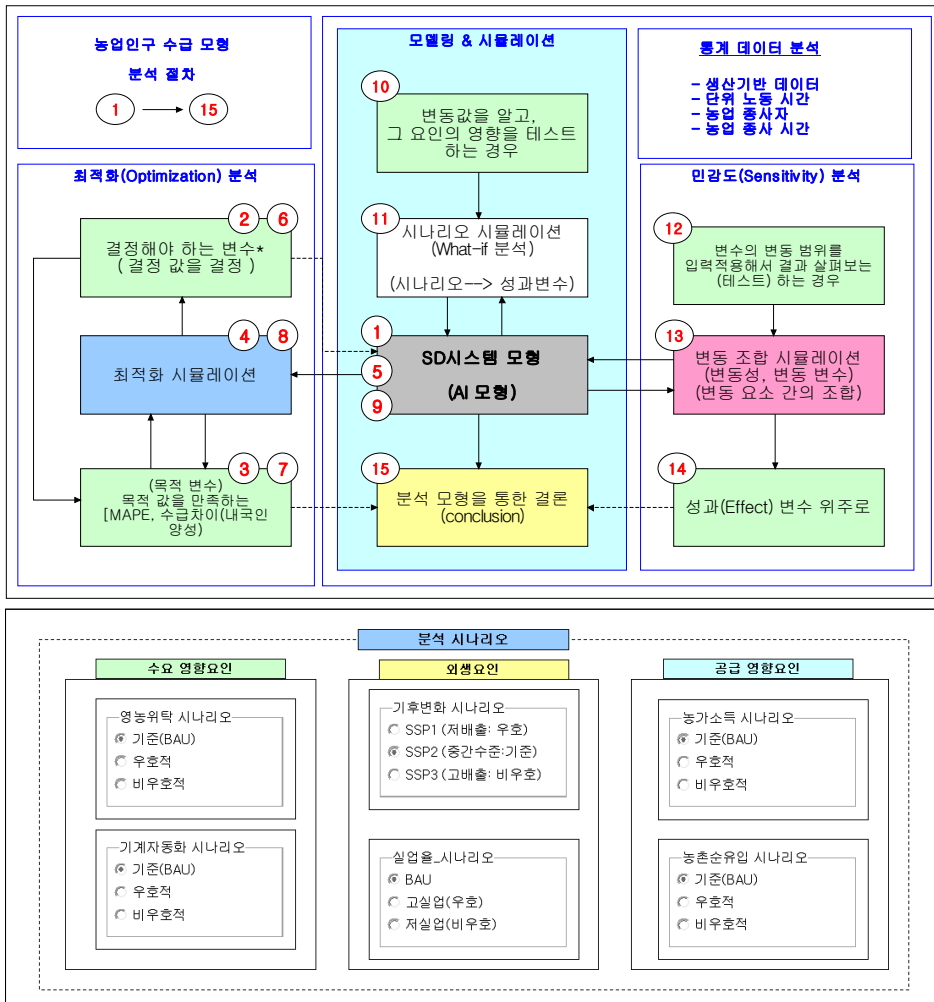 농업인구 수급 모형
분석 절차
1
15
최적화(Optimization) 분석
2
6
결정해야 하는 변수*
( 결정 값을 결정 )
4
8
최적화 시뮬레이션
3
7
(목적 변수)
목적 값을 만족하는
[MAPE, 수급차이(내국인
양성)
모델링 & 시뮬레이션
10
변동값을 알고,
그 요인의 영향을 테스트
하는 경우
11
시나리오 시뮬레이션
(What-if 분석)
(시나리오--> 성과변수)
1
5
9
SD시스템 모형
(AI 모형)
15
분석 모형을 통한 결론
(conclusion)
통계 데이터 분석
- 생산기반 데이터
- 단위 노동 시간
- 농업 종사자
- 농업 종사 시간
민감도(Sensitivity) 분석
12
변수의 변동 범위를
입력적용해서 결과 살펴보는
(테스트) 하는 경우
13
변동 조합 시뮬레이션
(변동성, 변동 변수)
(변동 요소 간의 조합)
14
성과(Effect) 변수 위주로
분석 시나리오
수요 영향요인
영농위탁 시나리오
기준(BAU)
우호적
비우호적
기계자동화 시나리오
기준(BAU)
우호적
비우호적
외생요인
기후변화 시나리오
SSP1 (저배출: 우호)
SSP2 (중간수준:기준)
SSP3 (고배출: 비우호)
실업율_시나리오
BAU
고실업(우호)
저실업(비우호)
공급 영향요인
농가소득 시나리오
기준(BAU)
우호적
비우호적
농촌순유입 시나리오
기준(BAU)
우호적
비우호적